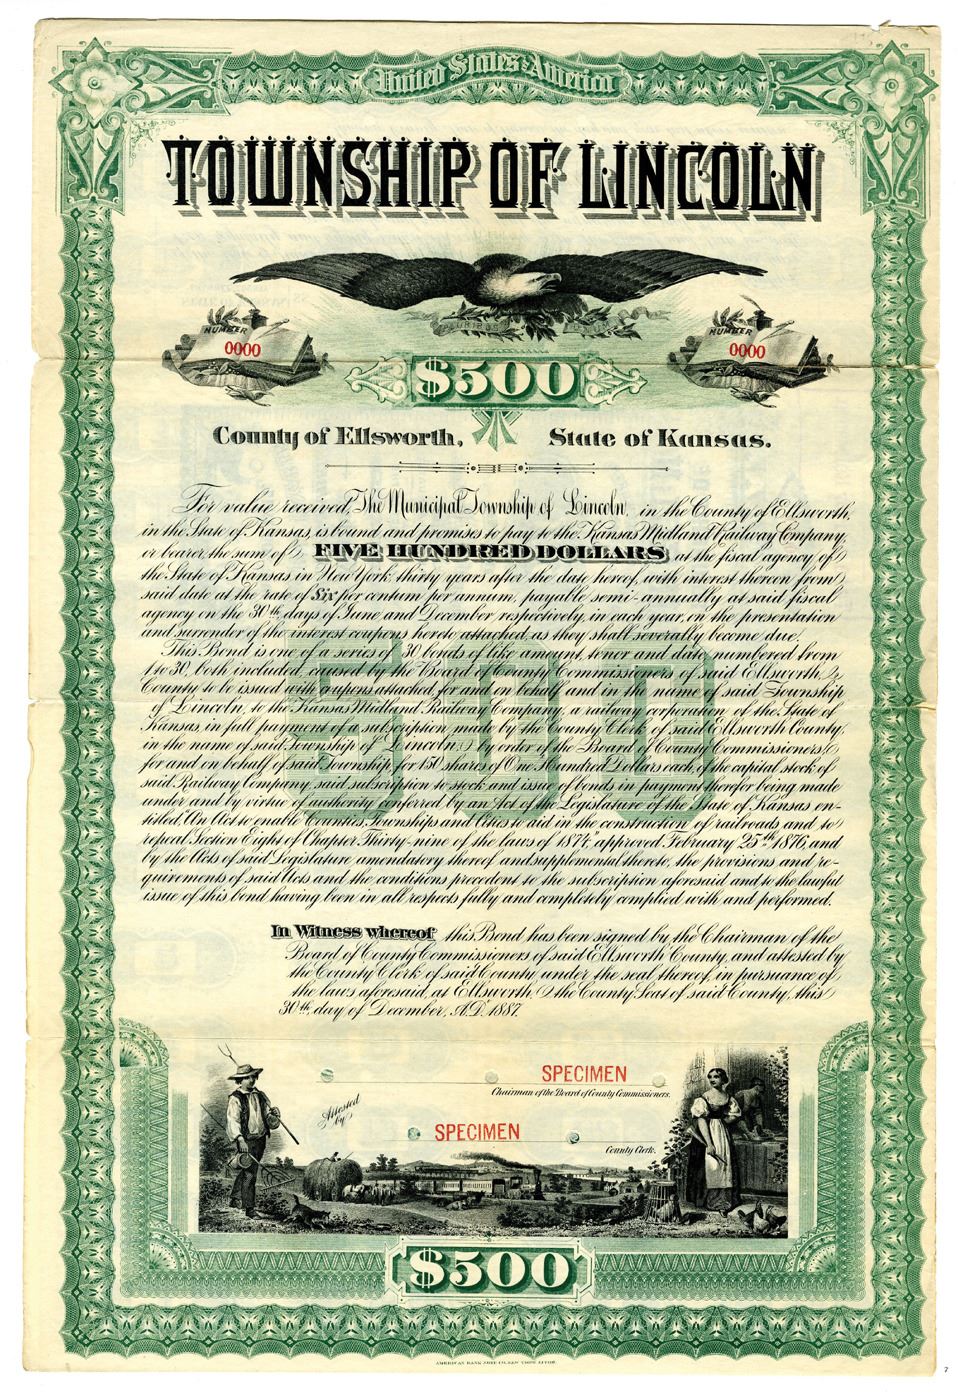 United States of America
TOWNSHIP OF LINCOLN
PLURIBUS
NUMBER
0000
NUMBER
0000
$500
County of Ellsworth, State of Kansas.
For value received, The Municipal Township of Lincoln, in the County of Ellsworth,
in the State of Kansas, is bound and promises to pay to the Kansas Midland Railway Company,
or bearer, the sum of FIVE HUNDRED DOLLARS at the fiscal agency of
the State of Kansas in New York thirty years after the date hereof, with interest thereon from
said date at the rate of Six per centum per annum, payable semi-annually at said fiscal
agency on the 30th days of June and December respectively, in each year, on the presentation
and surrender of the interest coupons hereto attached, as they shall severally become due.
This Bond is one of a series of 30 bonds of like amount, tenor and date, numbered from
1 to 30, both included, caused by the Board of County Commissioners of said Ellsworth
County to be issued with coupons attached, for and on behalf and in the name of said Township
of Lincoln, to the Kansas Midland Railway Company, a railway corporation of the State of
Kansas, in full payment of a subscription, made by the County Clerk of said Ellsworth County,
in the name of said Township of Lincoln, by order of the Board of County Commissioners,
for and on behalf of said Township, for 150 shares of One Hundred Dollars each, of the capital stock of
said Railway Company, said subscription to stock and issue of bonds in payment therefor being made
under and by virtue of authority conferred by an Act of the Legislature of the State of Kansas en-
titled, "An Act to enable Counties, Townships and Cities to aid in the construction of railroads, and to
repeal Section Eight of Chapter Thirty-nine of the laws of 1874," approved February 25th 1876, and
by the Acts of said Legislature amendatory thereof and supplemental thereto, the provisions and re-
quirements of said Acts and the conditions precedent to the subscription aforesaid and to the lawful
issue of this bond having been in all respects fully and completely complied with and performed.
500
In Witness whereof, this Bond has been signed by the Chairman of the
Board of County Commissioners of said Ellsworth County, and attested by
the County Clerk of said County, under the seal thereof, in pursuance of
the laws aforesaid, at Ellsworth, the County Seat of said County, this
30th day of December, A.D. 1887.
SPECIMEN
Chairman of the Board of County Commissioners.
Attested
by
SPECIMEN
County Clerk.
$500